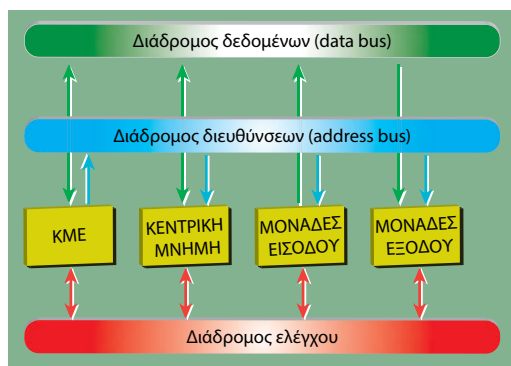 Διάδρομος δεδομένων (data bus)
Διάδρομος διευθύνσεων (address bus)
ΚΜΕ
ΚΕΝΤΡΙΚΗ
ΜΝΗΜΗ
ΜΟΝΑΔΕΣ
ΕΙΣΟΔΟΥ
ΜΟΝΑΔΕΣ
ΕΞΟΔΟΥ
Διάδρομος ελέγχου